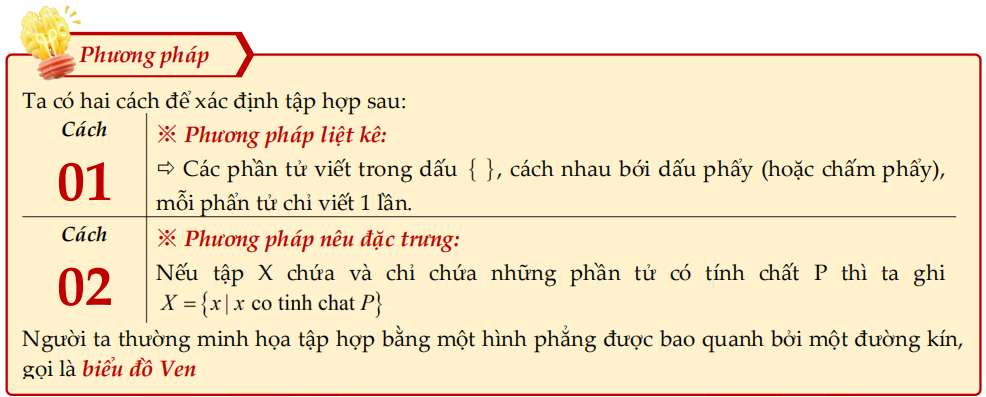 Phương pháp
Ta có hai cách để xác định tập hợp sau:
Cách
01
※ Phương pháp liệt kê:
⇨ Các phần tử viết trong dấu { }, cách nhau bới dấu phẩy (hoặc chấm phẩy),
mỗi phẩn tử chỉ viết 1 lần.
Cách
02
※ Phương pháp nêu đặc trưng:
Nếu tập X chứa và chỉ chứa những phần tử có tính chất P thì ta ghi
X = {x | x co tinh chat P}
Người ta thường minh họa tập hợp bằng một hình phẳng được bao quanh bởi một đường kín,
gọi là biểu đồ Ven